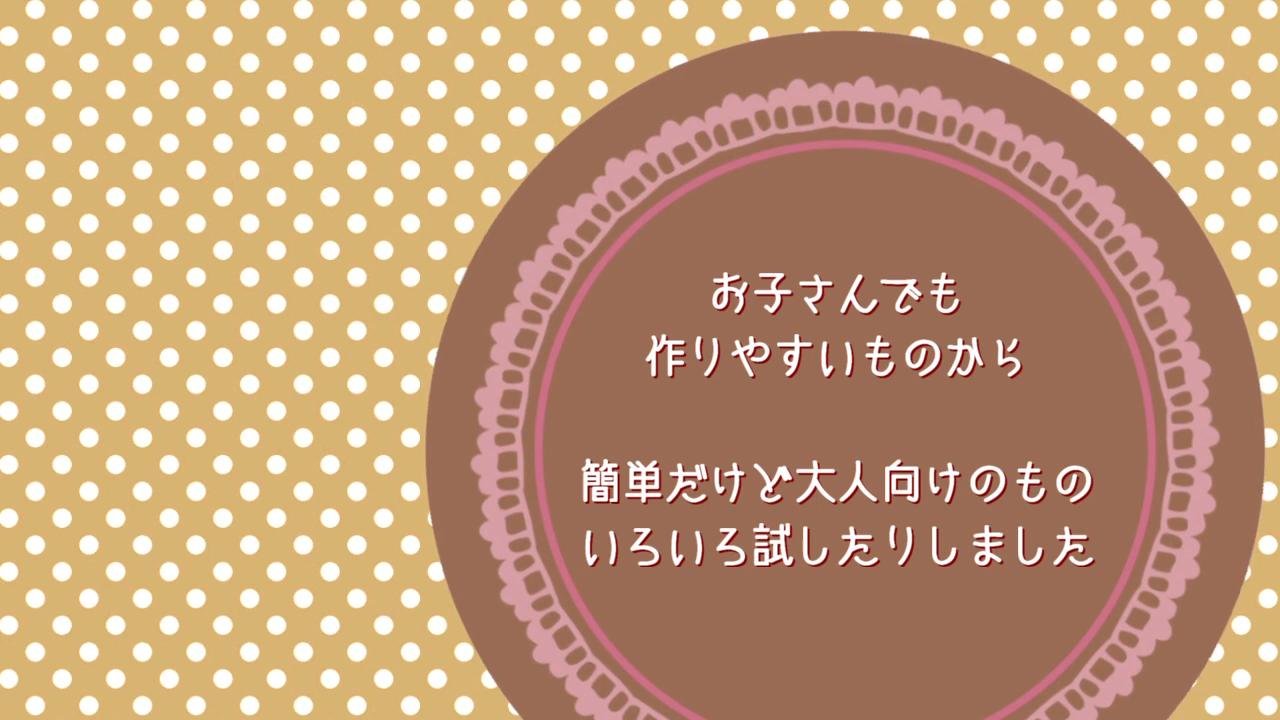 お子さんでも
作りやすいものから
簡単だけど大人向けのもの
いろいろ試したりしました